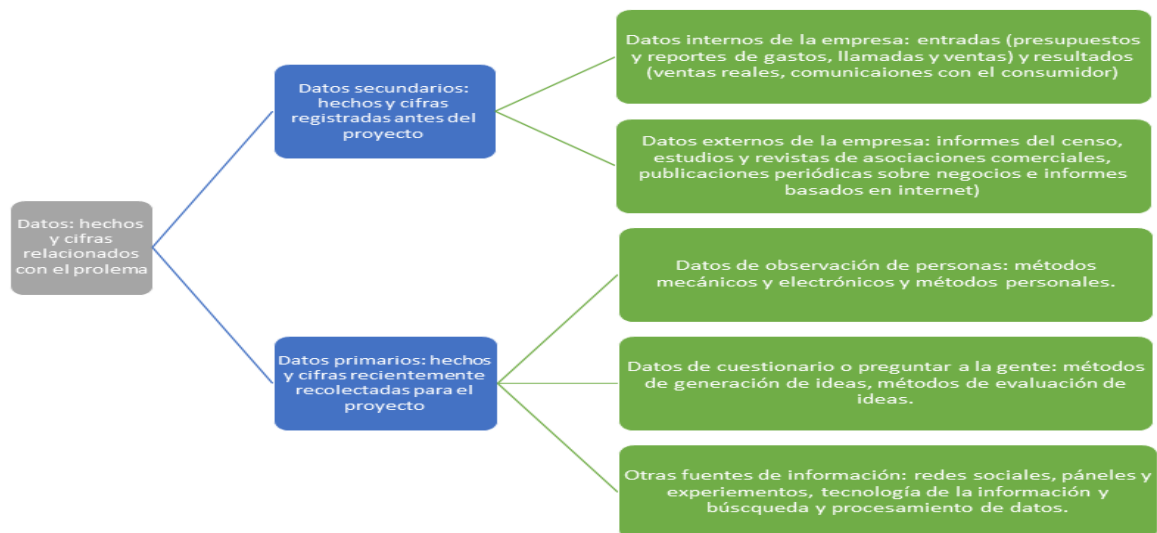 Datos: hechos
y cifras
relacionados
con el prolema
Datos secundarios:
hechos y cifras
registradas antes del
proyecto
Datos internos de la empresa: entradas (presupuestos
y reportes de gastos, llamadas y ventas) y resultados
(ventas reales, comunicaiones con el consumidor)
Datos externos de la empresa: informes del censo,
estudios y revistas de asociaciones comerciales,
publicaciones periódicas sobre negocios e informes
basados en internet)
Datos primarios: hechos
y cifras recientemente
recolectadas para el
proyecto
Datos de observación de personas: métodos
mecánicos y electrónicos y métodos personales.
Datos de cuestionario o preguntar a la gente: métodos
de generación de ideas, métodos de evaluación de
ideas.
Otras fuentes de información: redes sociales, páneles y
experiementos, tecnología de la información y
búscqueda y procesamiento de datos.